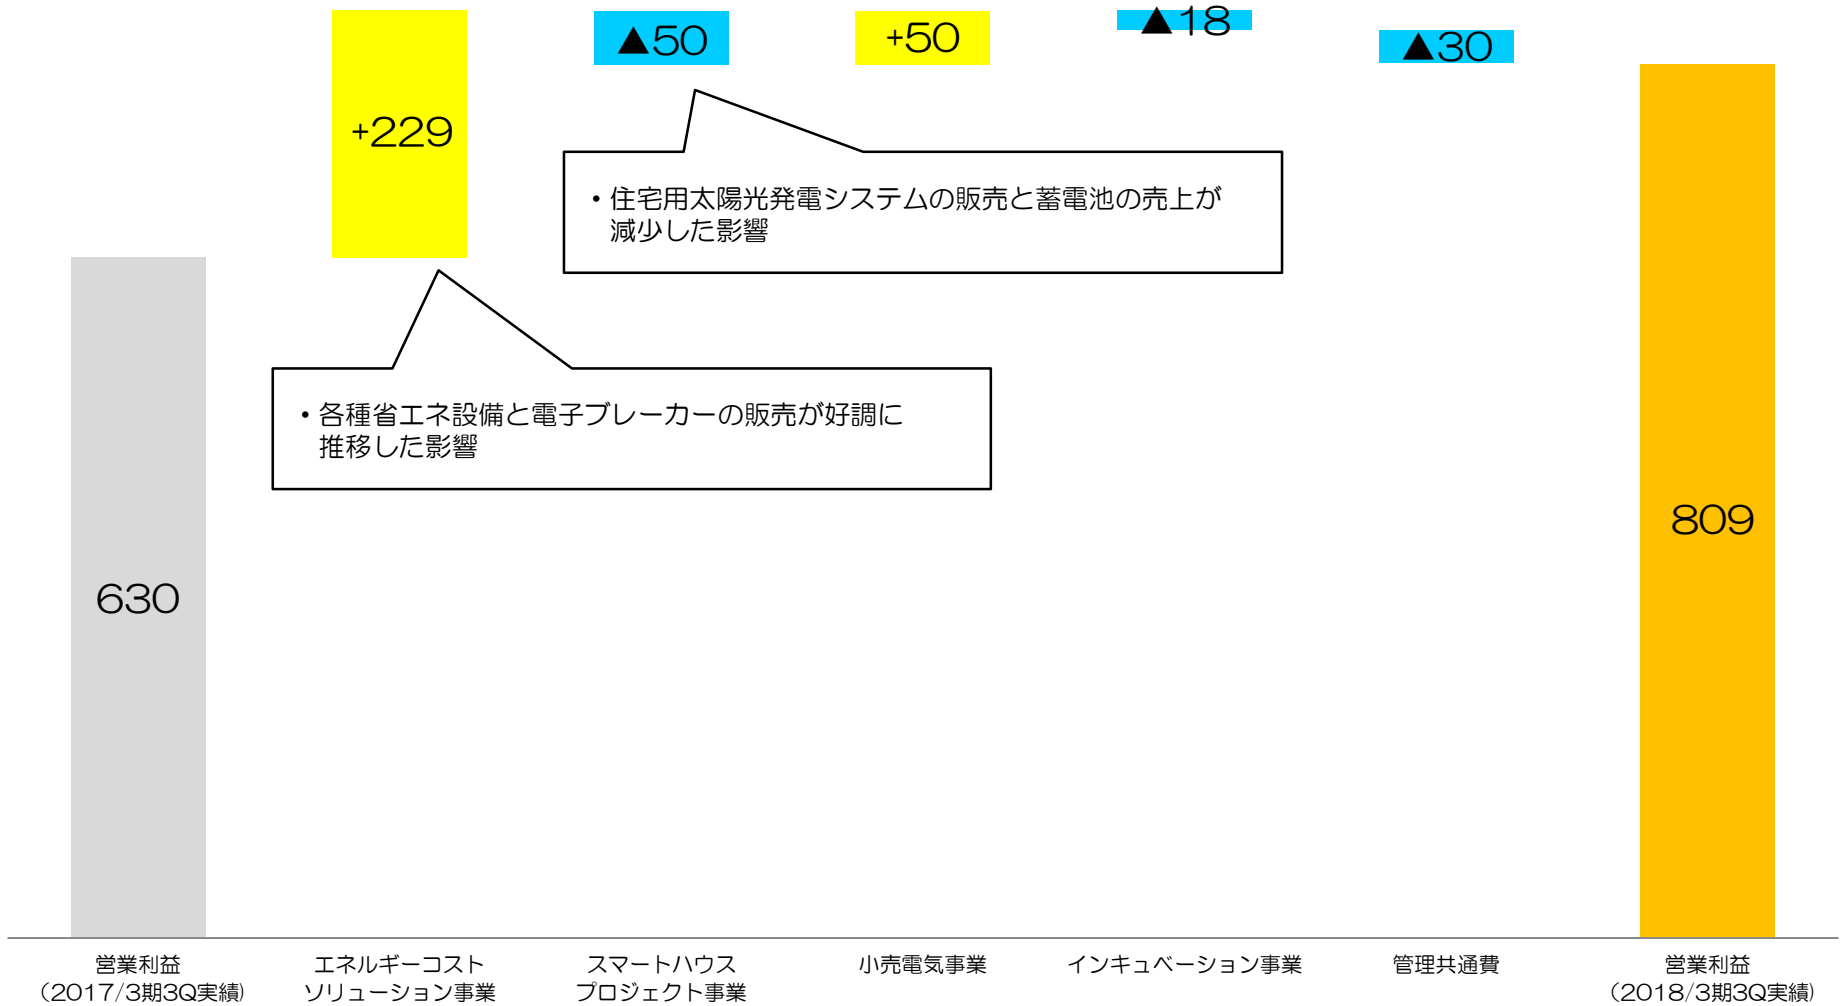 +229
▲50
+50
▲18
▲30
・住宅用太陽光発電システムの販売と蓄電池の売上が
減少した影響
・各種省エネ設備と電子ブレーカーの販売が好調に
推移した影響
630
809
営業利益
（2017/3期3Q実績）
エネルギーコスト
ソリューション事業
スマートハウス
プロジェクト事業
小売電気事業
インキュベーション事業
管理共通費
営業利益
（2018/3期3Q実績）